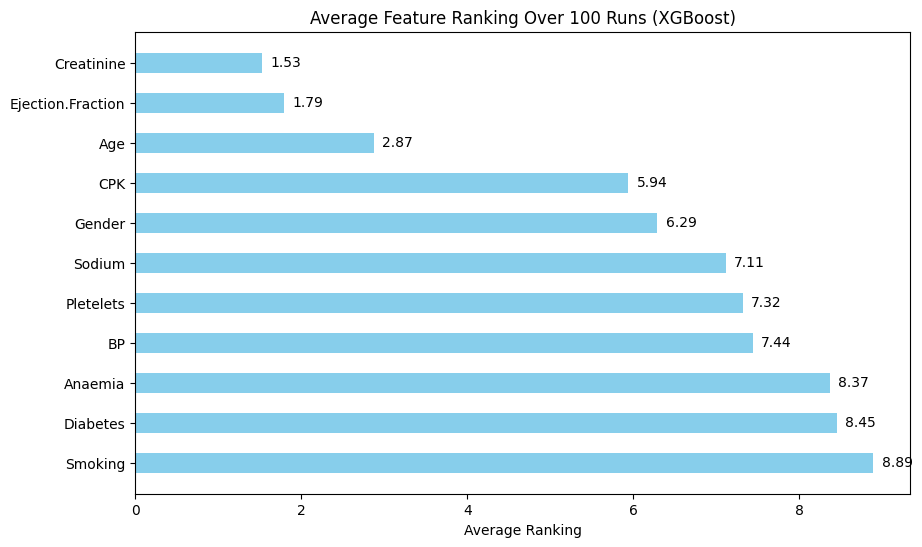 Average Feature Ranking Over 100 Runs (XGBoost)
Creatinine 1.53
Ejection.Fraction 1.79
Age 2.87
CPK 5.94
Gender 6.29
Sodium 7.11
Pletelets 7.32
BP 7.44
Anaemia 8.37
Diabetes 8.45
Smoking 8.89
0 2 4 6 8
Average Ranking